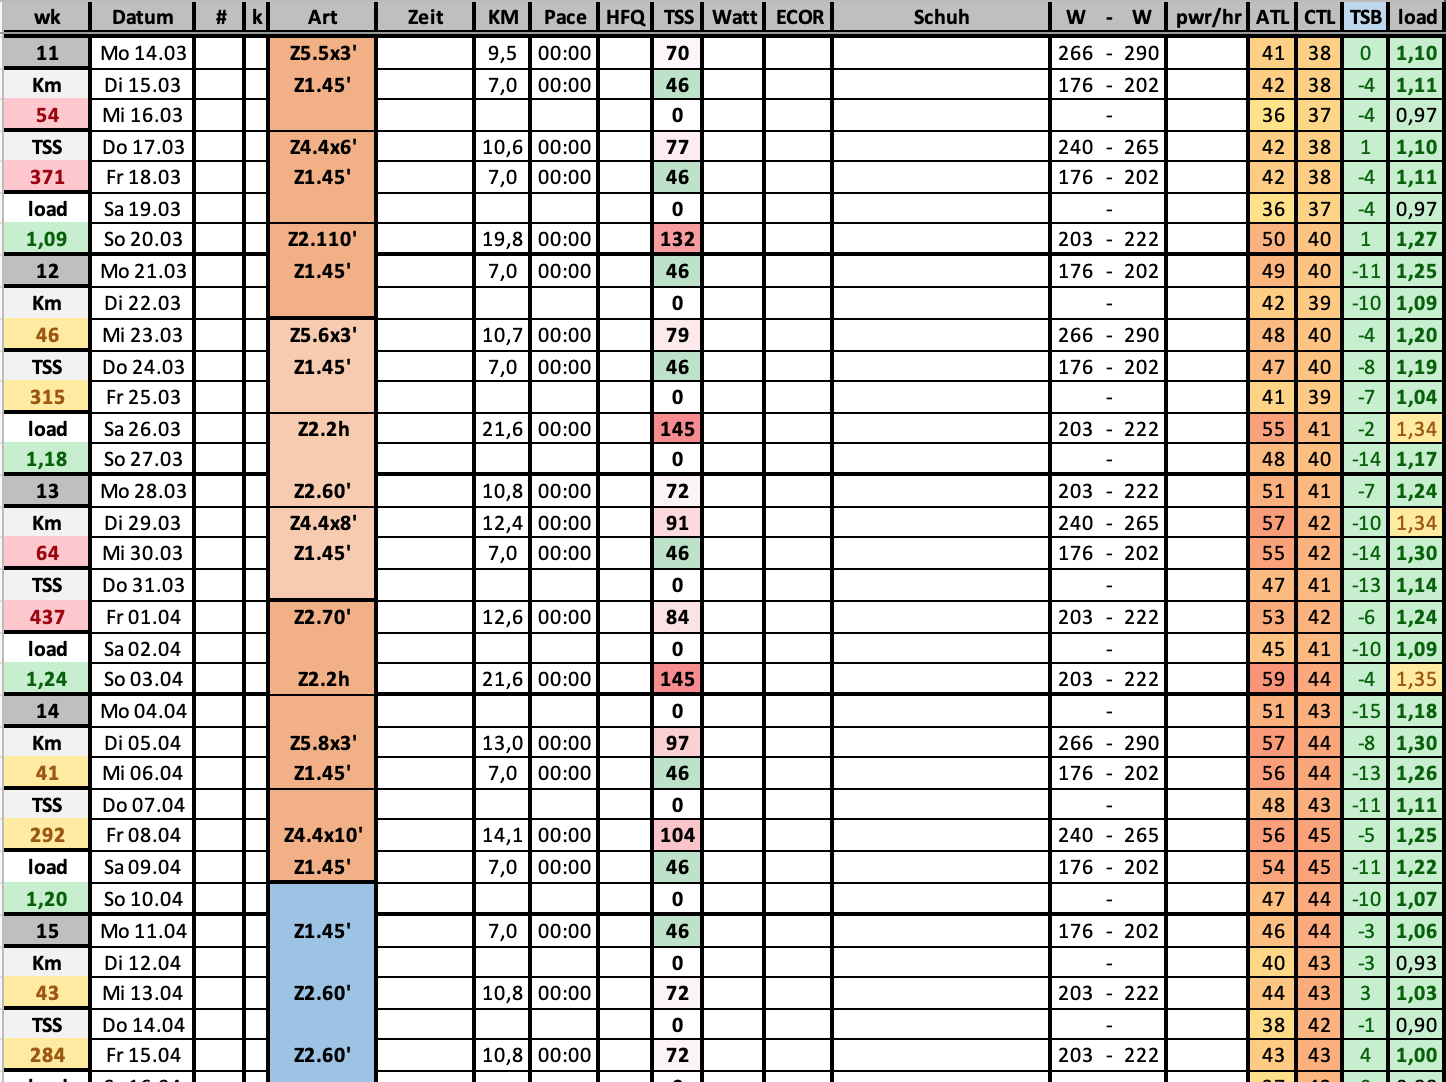 wk Datum # k Art Zeit KM Pace HFQ TSS Watt ECOR Schuh W - W pwr/hr ATL CTL TSB load
11 Mo 14.03 Z5.5x3' 9,5 00:00 70 266 - 290 41 38 0 1,10
Km Di 15.03 Z1.45' 7,0 00:00 46 176 - 202 42 38 -4 1,11
54 Mi 16.03 0 - 36 37 -4 0,97
TSS Do 17.03 Z4.4x6' 10,6 00:00 77 240 - 265 42 38 1 1,10
371 Fr 18.03 Z1.45' 7,0 00:00 46 176 - 202 42 38 -4 1,11
load Sa 19.03 0 - 36 37 -4 0,97
1,09 So 20.03 Z2.110' 19,8 00:00 132 203 - 222 50 40 1 1,27
12 Mo 21.03 Z1.45' 7,0 00:00 46 176 - 202 49 40 -11 1,25
Km Di 22.03 0 - 42 39 -10 1,09
46 Mi 23.03 Z5.6x3' 10,7 00:00 79 266 - 290 48 40 -4 1,20
TSS Do 24.03 Z1.45' 7,0 00:00 46 176 - 202 47 40 -8 1,19
315 Fr 25.03 0 - 41 39 -7 1,04
load Sa 26.03 Z2.2h 21,6 00:00 145 203 - 222 55 41 -2 1,34
1,18 So 27.03 0 - 48 40 -14 1,17
13 Mo 28.03 Z2.60' 10,8 00:00 72 203 - 222 51 41 -7 1,24
Km Di 29.03 Z4.4x8' 12,4 00:00 91 240 - 265 57 42 -10 1,34
64 Mi 30.03 Z1.45' 7,0 00:00 46 176 - 202 55 42 -14 1,30
TSS Do 31.03 0 - 47 41 -13 1,14
437 Fr 01.04 Z2.70' 12,6 00:00 84 203 - 222 53 42 -6 1,24
load Sa 02.04 0 - 45 41 -10 1,09
1,24 So 03.04 Z2.2h 21,6 00:00 145 203 - 222 59 44 -4 1,35
14 Mo 04.04 0 - 51 43 -15 1,18
Km Di 05.04 Z5.8x3' 13,0 00:00 97 266 - 290 57 44 -8 1,30
41 Mi 06.04 Z1.45' 7,0 00:00 46 176 - 202 56 44 -13 1,26
TSS Do 07.04 0 - 48 43 -11 1,11
292 Fr 08.04 Z4.4x10' 14,1 00:00 104 240 - 265 56 45 -5 1,25
load Sa 09.04 Z1.45' 7,0 00:00 46 176 - 202 54 45 -11 1,22
1,20 So 10.04 0 - 47 44 -10 1,07
15 Mo 11.04 Z1.45' 7,0 00:00 46 176 - 202 46 44 -3 1,06
Km Di 12.04 0 - 40 43 -3 0,93
43 Mi 13.04 Z2.60' 10,8 00:00 72 203 - 222 44 43 3 1,03
TSS Do 14.04 0 - 38 42 -1 0,90
284 Fr 15.04 Z2.60' 10,8 00:00 72 203 - 222 43 43 4 1,00